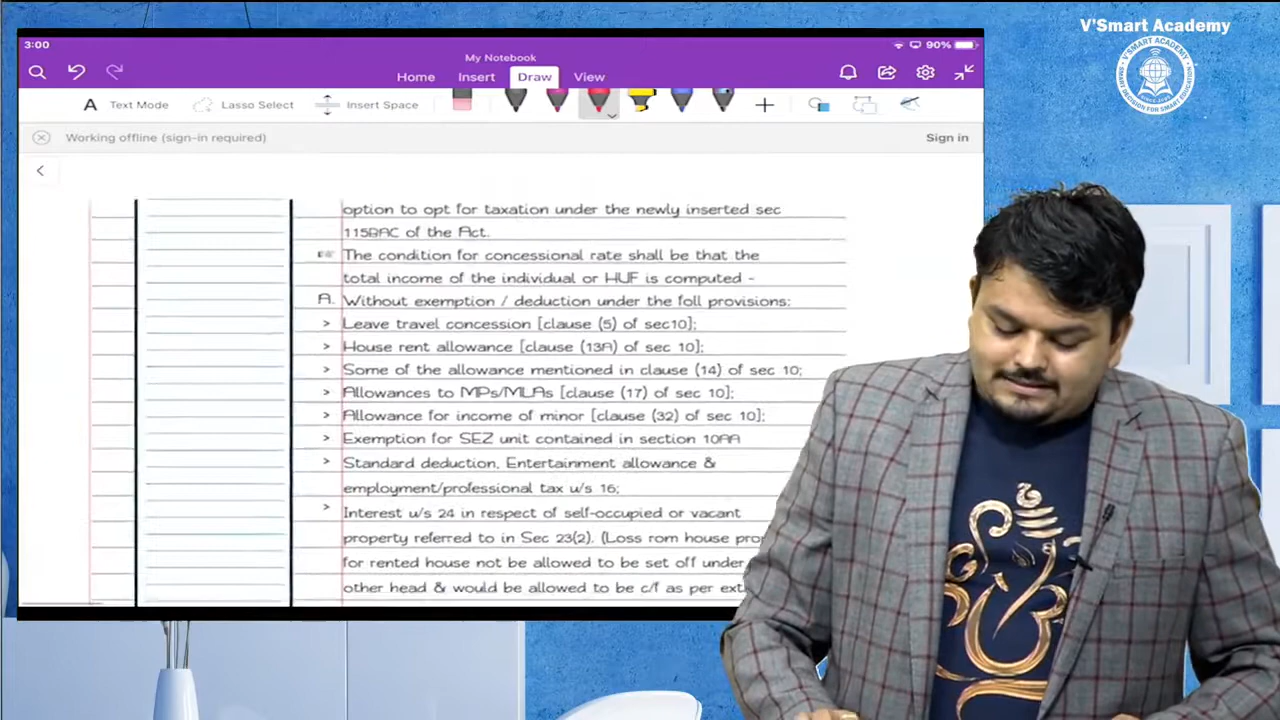 V'Smart Academy
3:00
90%
My Notebook
Home Insert Draw View
A Text Mode Lasso Select Insert Space
Working offline (sign-in required) Sign in
option to opt for taxation under the newly inserted sec
115BAC of the Act.
The condition for concessional rate shall be that the
total income of the individual or HUF is computed -
A. Without exemption / deduction under the foll provisions:
> Leave travel concession [clause (5) of sec10];
> House rent allowance [clause (13A) of sec 10];
> Some of the allowance mentioned in clause (14) of sec 10;
> Allowances to MPs/MLAs [clause (17) of sec 10];
> Allowance for income of minor [clause (32) of sec 10];
> Exemption for SEZ unit contained in section 10AA
> Standard deduction, Entertainment allowance &
employment/professional tax u/s 16;
> Interest u/s 24 in respect of self-occupied or vacant
property referred to in Sec 23(2). (Loss rom house
for rented house not be allowed to be set off under
other head & would be allowed to be c/f as per
V'SMART ACADEMY
SMART DECISION FOR SMART EDUCATION